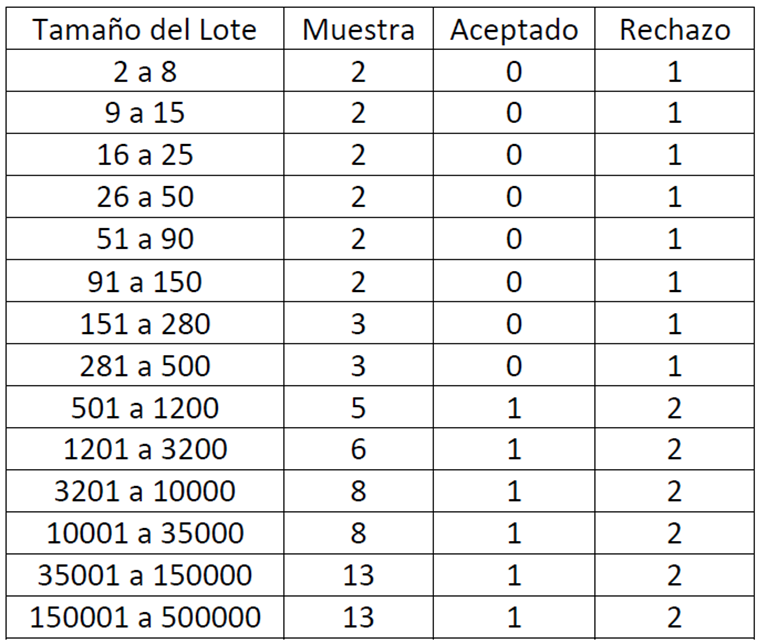 Tamaño del Lote Muestra Aceptado Rechazo
2 a 8 2 0 1
9 a 15 2 0 1
16 a 25 2 0 1
26 a 50 2 0 1
51 a 90 2 0 1
91 a 150 2 0 1
151 a 280 3 0 1
281 a 500 3 0 1
501 a 1200 5 1 2
1201 a 3200 6 1 2
3201 a 10000 8 1 2
10001 a 35000 8 1 2
35001 a 150000 13 1 2
150001 a 500000 13 1 2